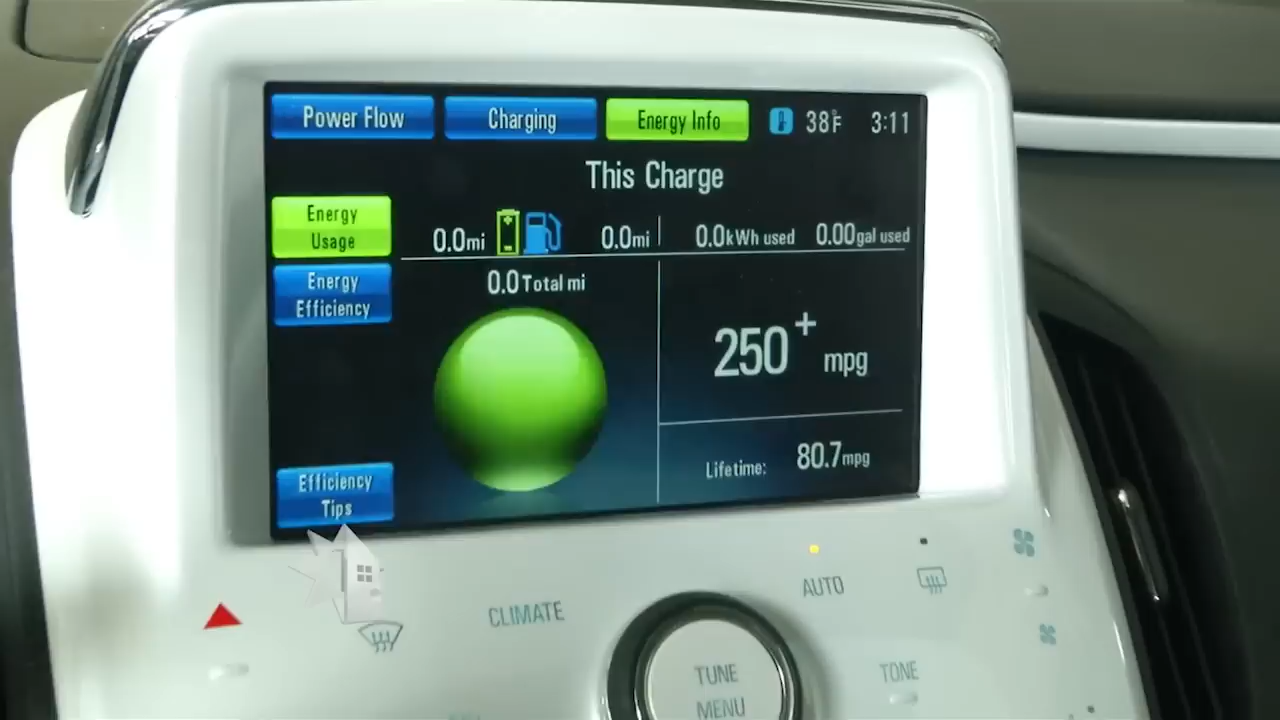 Power Flow Charging Energy Info 38°F 3:11
This Charge
Energy
Usage
0.0mi 0.0mi 0.0kWh used 0.00gal used
Energy
Efficiency
0.0 Total mi
250+ mpg
Lifetime: 80.7mpg
Efficiency
Tips
AUTO
CLIMATE
TUNE
MENU
TONE